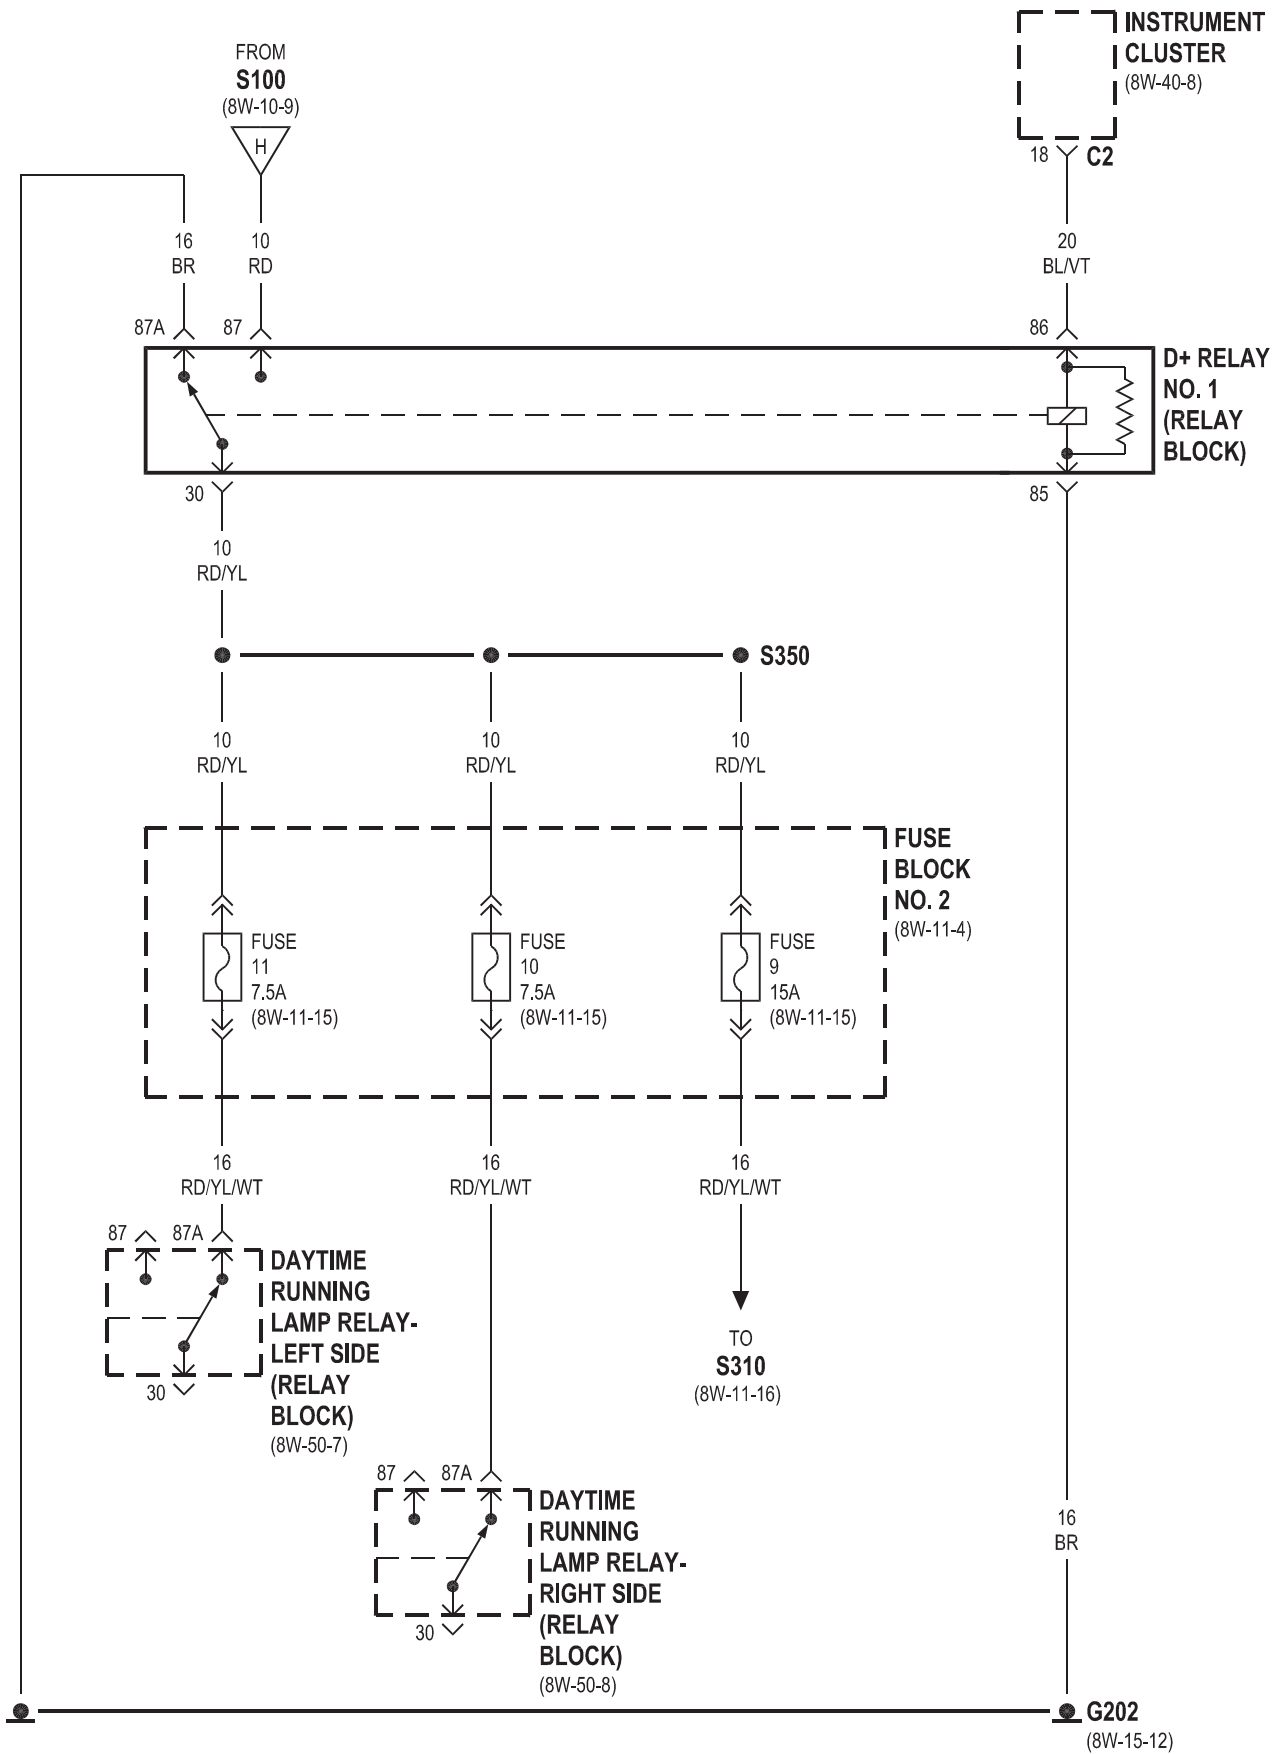 INSTRUMENT
CLUSTER
(8W-40-8)
FROM
S100
(8W-10-9)
H
18
C2
16
BR
10
RD
20
BL/VT
87A
87
86
D+ RELAY
NO. 1
(RELAY
BLOCK)
30
85
10
RD/YL
S350
10
RD/YL
10
RD/YL
10
RD/YL
FUSE
BLOCK
NO. 2
(8W-11-4)
FUSE
11
7.5A
(8W-11-15)
FUSE
10
7.5A
(8W-11-15)
FUSE
9
15A
(8W-11-15)
16
RD/YL/WT
16
RD/YL/WT
16
RD/YL/WT
87
87A
DAYTIME
RUNNING
LAMP RELAY-
LEFT SIDE
(RELAY
BLOCK)
(8W-50-7)
30
TO
S310
(8W-11-16)
87
87A
DAYTIME
RUNNING
LAMP RELAY-
RIGHT SIDE
(RELAY
BLOCK)
(8W-50-8)
30
16
BR
G202
(8W-15-12)